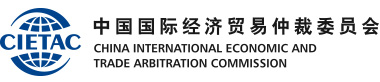 CIETAC
中国国际经济贸易仲裁委员会
CHINA INTERNATIONAL ECONOMIC AND
TRADE ARBITRATION COMMISSION